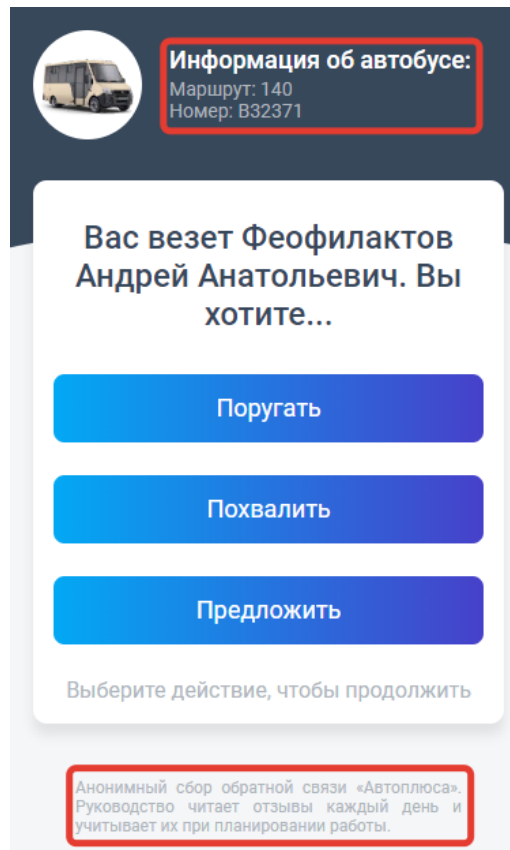 Информация об автобусе:
Маршрут: 140
Номер: B32371
Вас везет Феофилактов
Андрей Анатольевич. Вы
хотите...
Поругать
Похвалить
Предложить
Выберите действие, чтобы продолжить
Анонимный сбор обратной связи «Автоплюса».
Руководство читает отзывы каждый день и
учитывает их при планировании работы.